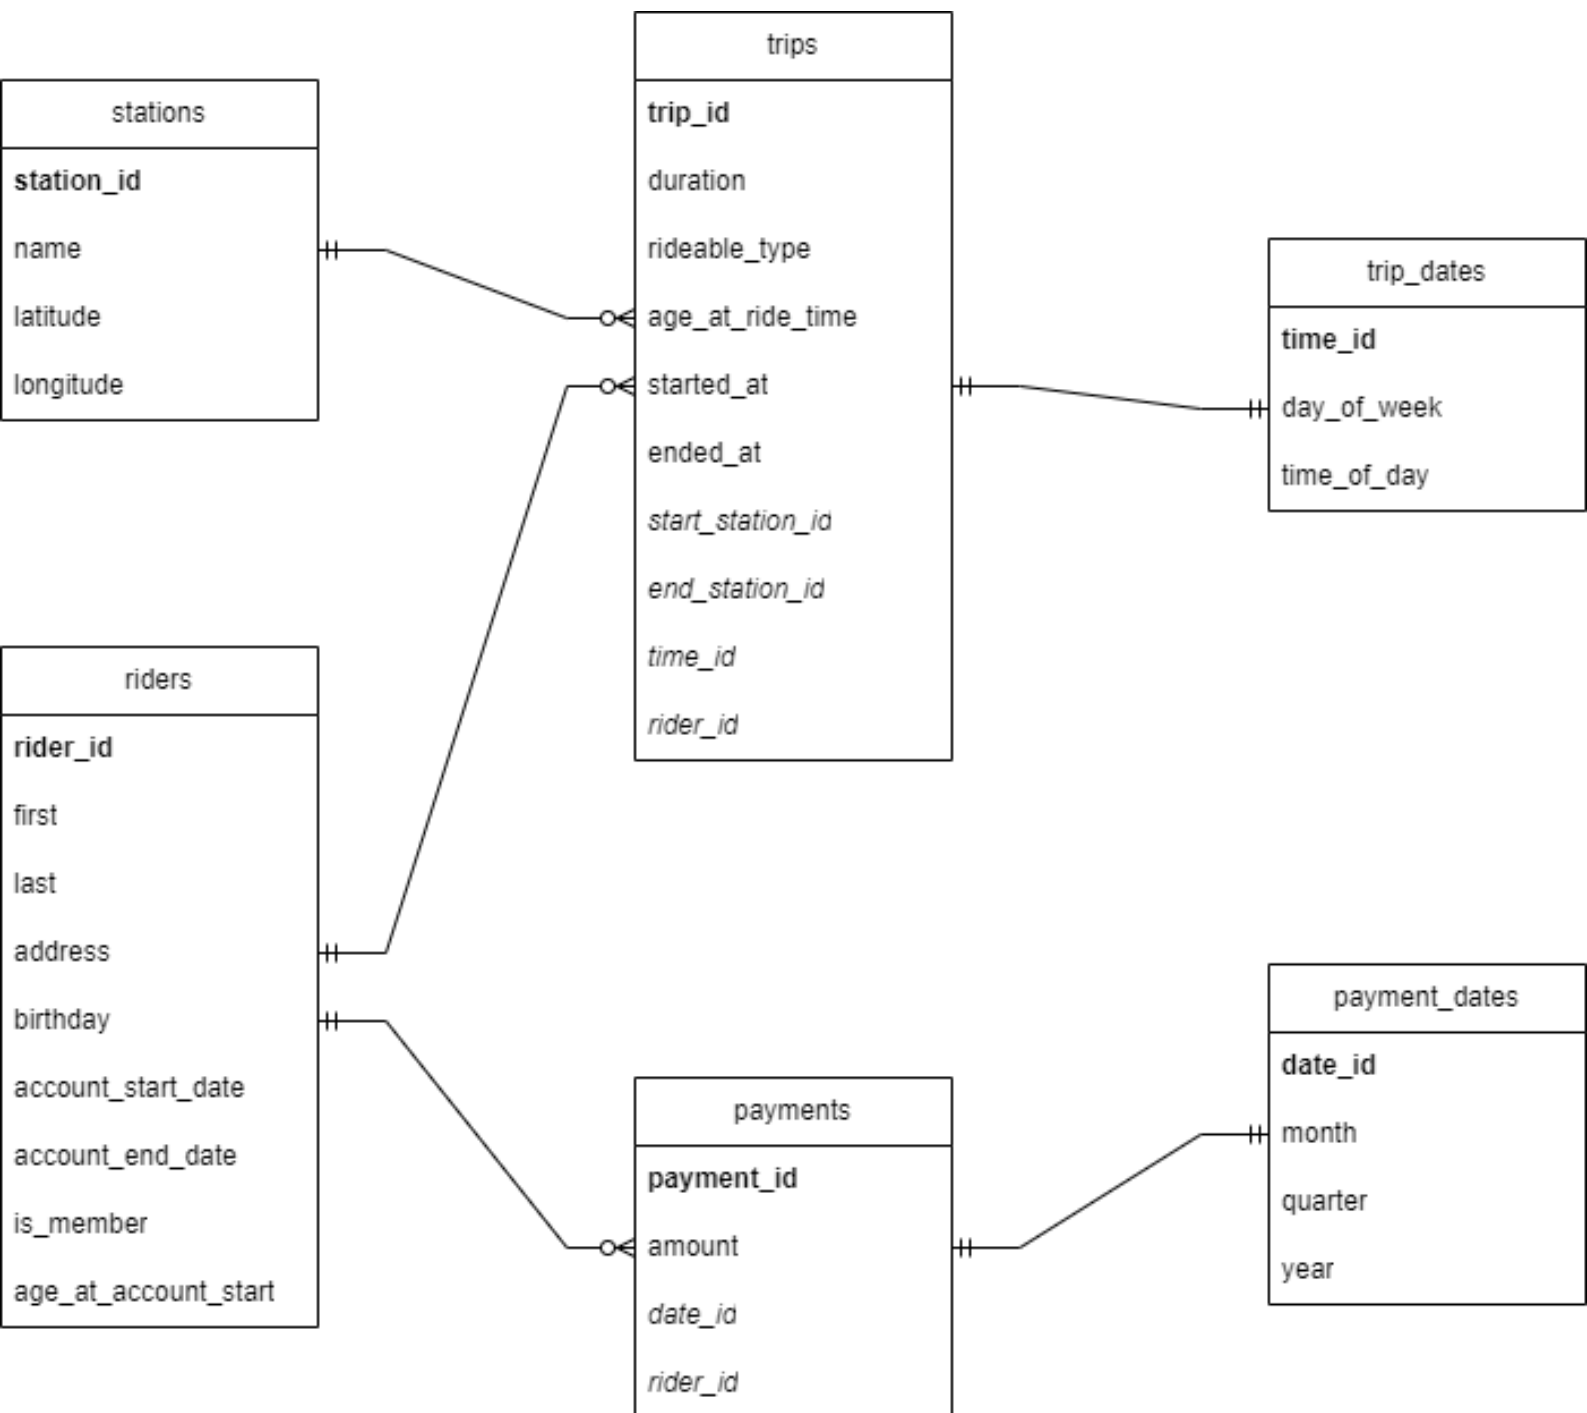 stations
station_id
name
latitude
longitude
trips
trip_id
duration
rideable_type
age_at_ride_time
started_at
ended_at
start_station_id
end_station_id
time_id
rider_id
trip_dates
time_id
day_of_week
time_of_day
riders
rider_id
first
last
address
birthday
account_start_date
account_end_date
is_member
age_at_account_start
payments
payment_id
amount
date_id
rider_id
payment_dates
date_id
month
quarter
year